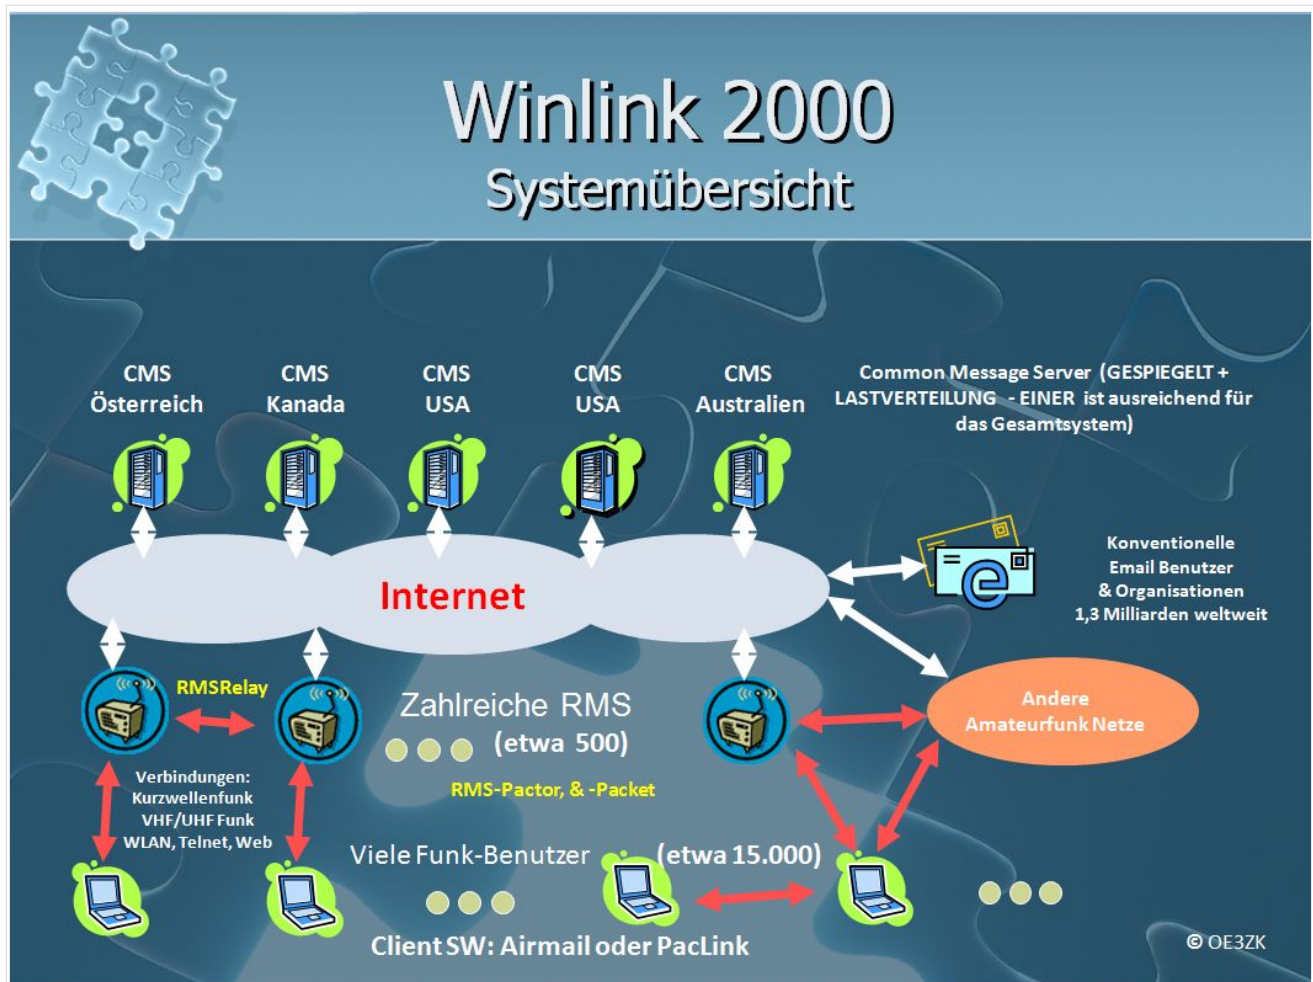 Winlink 2000
Systemübersicht
CMS
Österreich
CMS
Kanada
CMS
USA
CMS
USA
CMS
Australien
Common Message Server (GESPIEGELT +
LASTVERTEILUNG - EINER ist ausreichend für
das Gesamtsystem)
Internet
Konventionelle
Email Benutzer
& Organisationen
1,3 Milliarden weltweit
RMSRelay
Zahlreiche RMS
(etwa 500)
Andere
Amateurfunk Netze
Verbindungen:
Kurzwellenfunk
VHF/UHF Funk
WLAN, Telnet, Web
RMS-Pactor, & -Packet
Viele Funk-Benutzer (etwa 15.000)
Client SW: Airmail oder PacLink
© OE3ZK